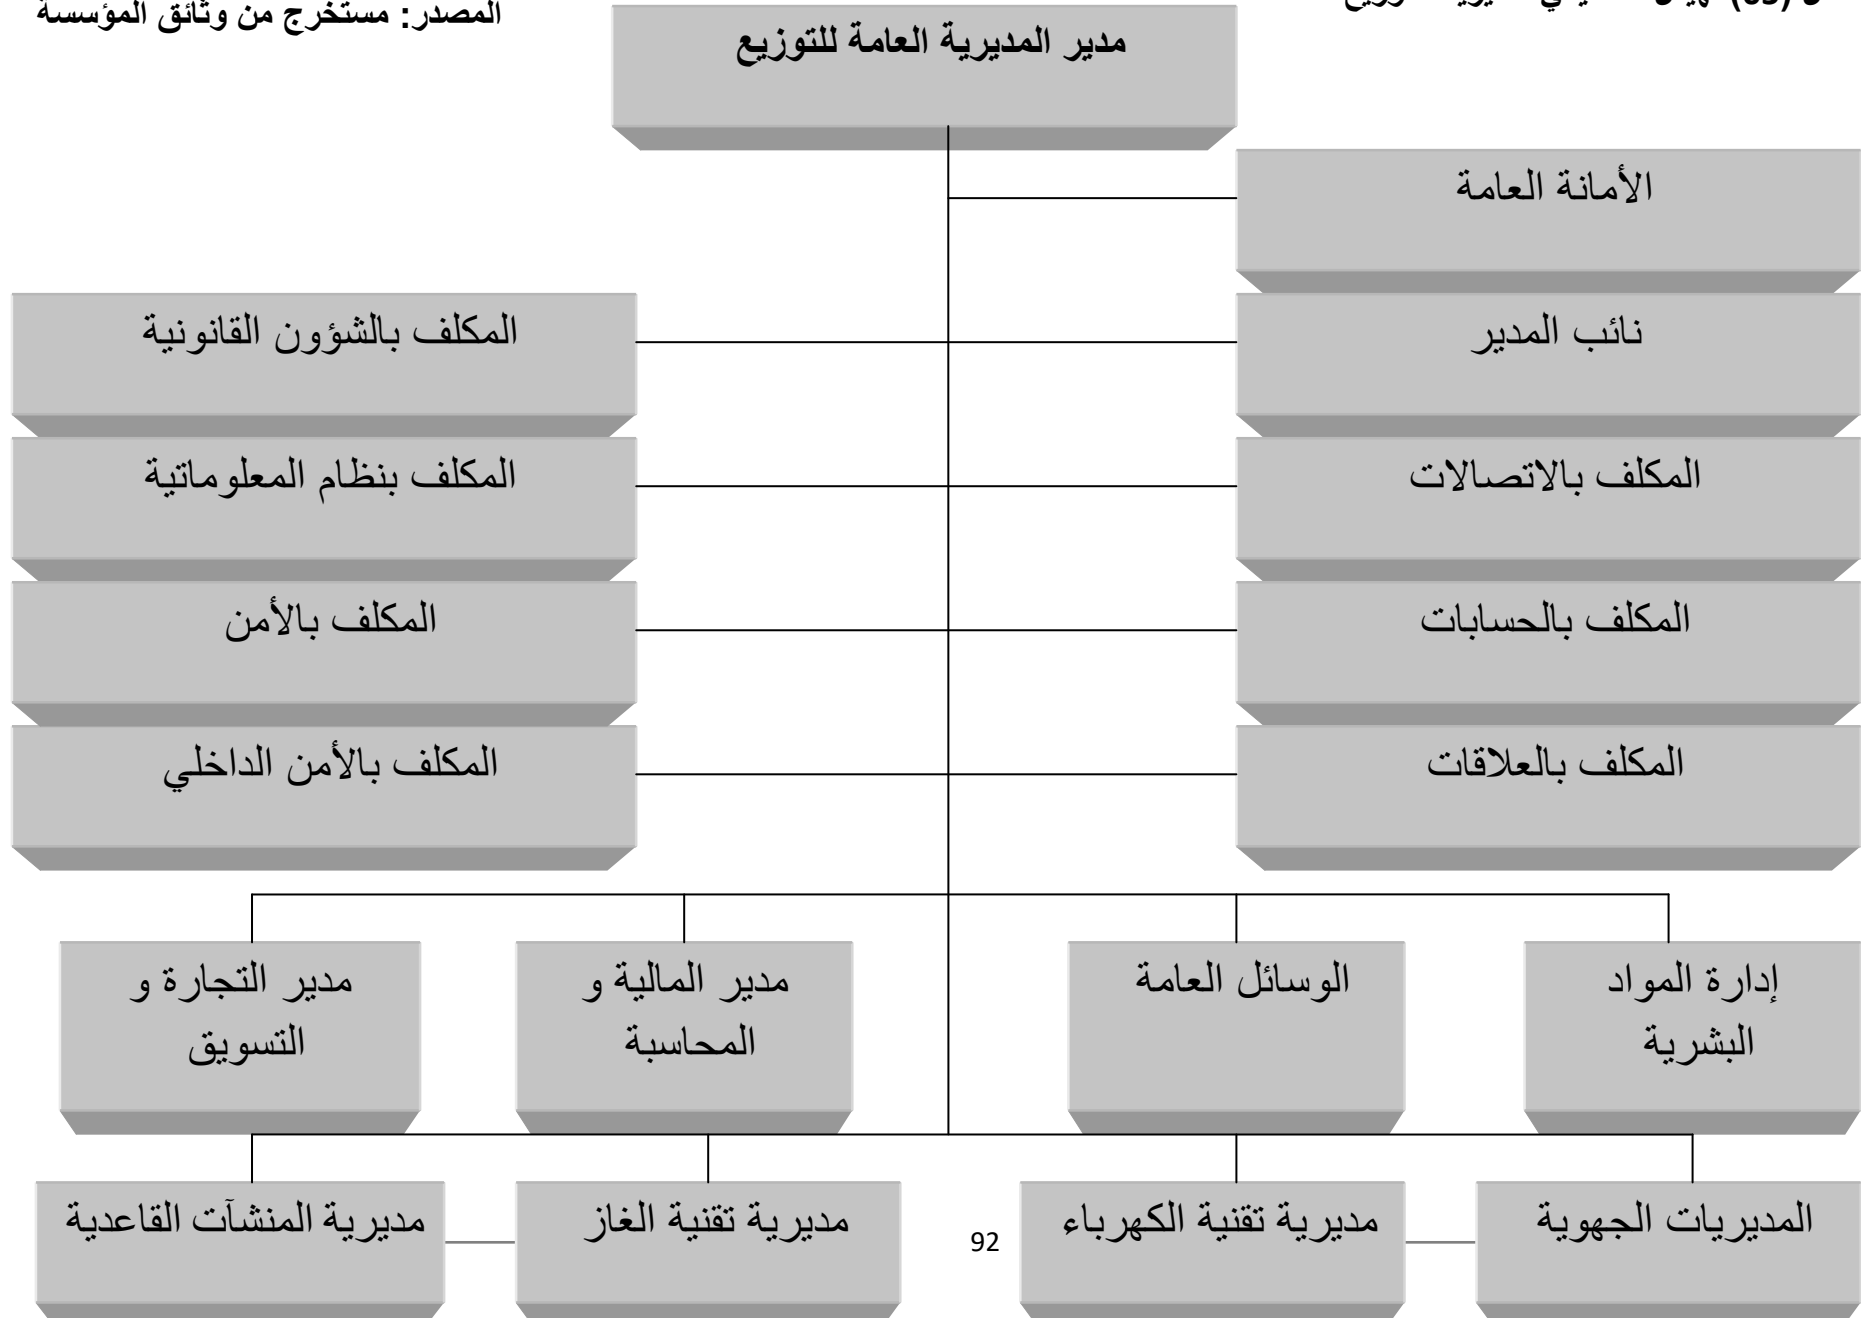 المصدر: مستخرج من وثائق المؤسسة
مدير المديرية العامة للتوزيع
الأمانة العامة
نائب المدير
المكلف بالشؤون القانونية
المكلف بالاتصالات
المكلف بنظام المعلوماتية
المكلف بالحسابات
المكلف بالأمن
المكلف بالعلاقات
المكلف بالأمن الداخلي
إدارة المواد
البشرية
الوسائل العامة
مدير المالية و
المحاسبة
مدير التجارة و
التسويق
المديريات الجهوية
مديرية تقنية الكهرباء
مديرية تقنية الغاز
مديرية المنشآت القاعدية
92